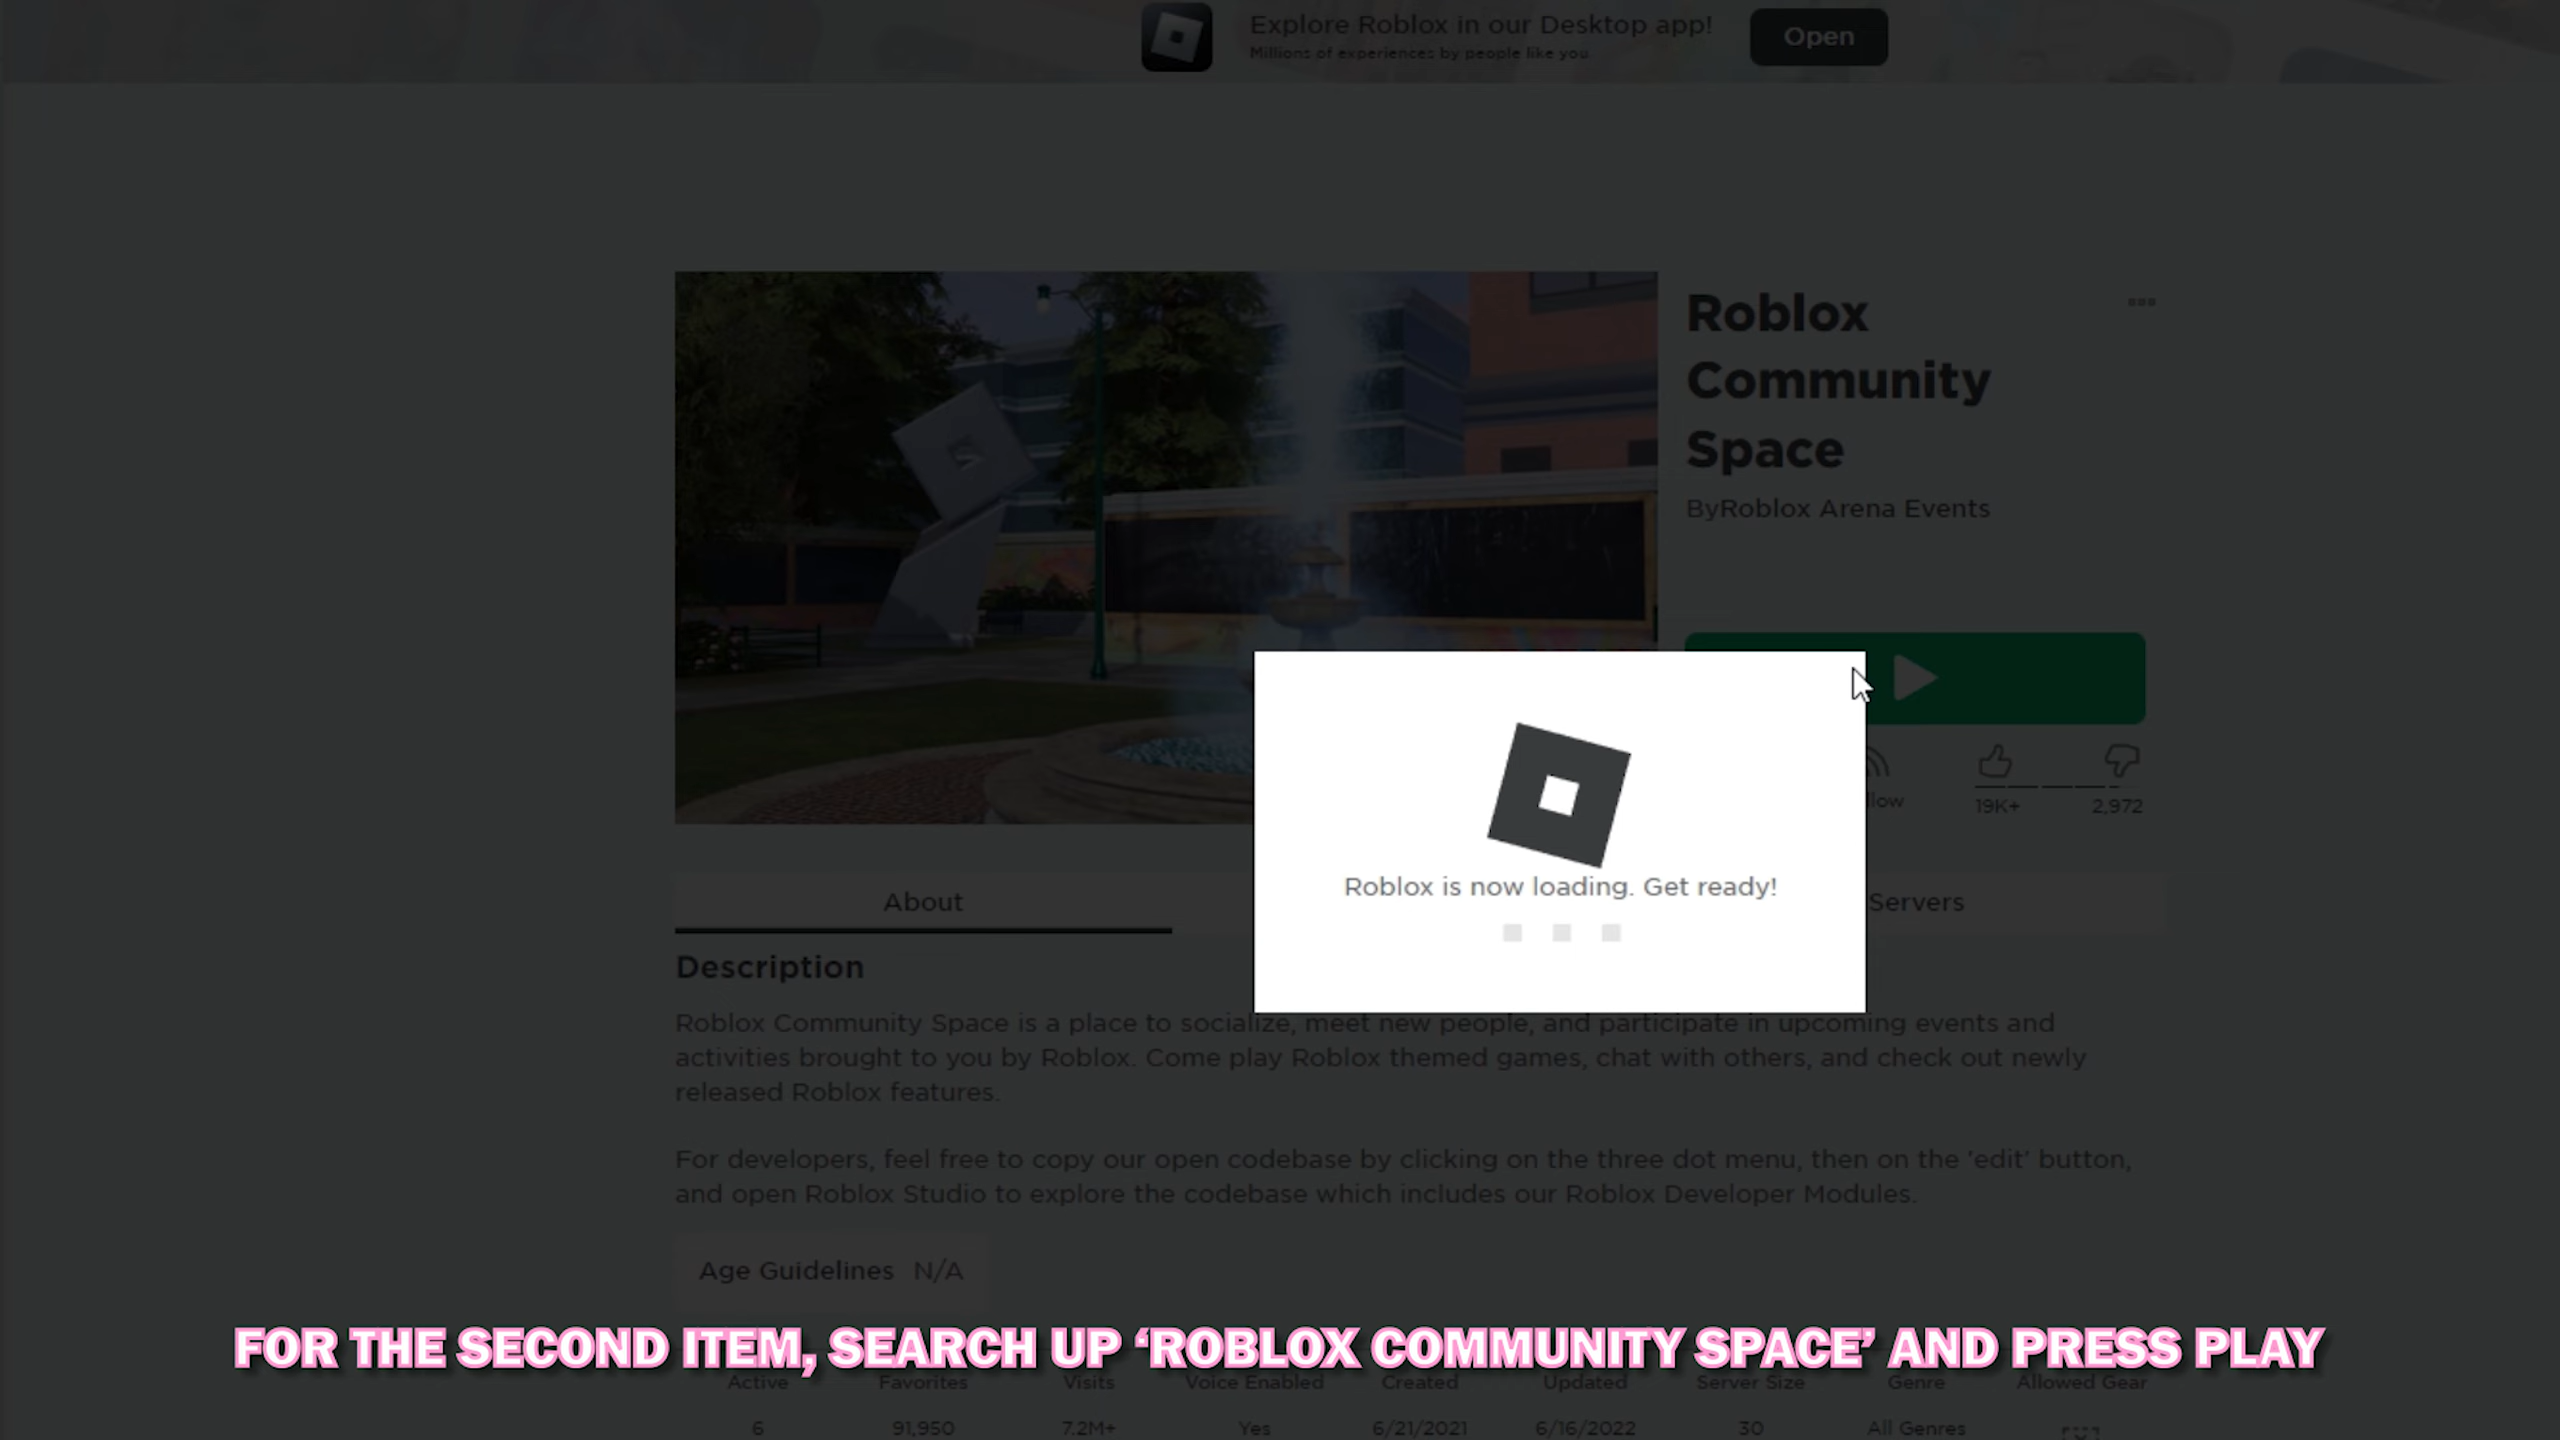 Explore Roblox in our Desktop app!
Millions of experiences by people like you
Open
Roblox
Community
Space
ByRoblox Arena Events
llow
19K+
2,972
Roblox is now loading. Get ready!
About
Servers
Description
Roblox Community Space is a place to socialize, meet new people, and participate in upcoming events and
activities brought to you by Roblox. Come play Roblox themed games, chat with others, and check out newly
released Roblox features.
For developers, feel free to copy our open codebase by clicking on the three dot menu, then on the 'edit' button,
and open Roblox Studio to explore the codebase which includes our Roblox Developer Modules.
Age Guidelines N/A
FOR THE SECOND ITEM, SEARCH UP ‘ROBLOX COMMUNITY SPACE’ AND PRESS PLAY
Active Favorites Visits Voice Enabled Created Updated Server Size Genre Allowed Gear
6 91,950 7.2M+ Yes 6/21/2021 6/16/2022 30 All Genres